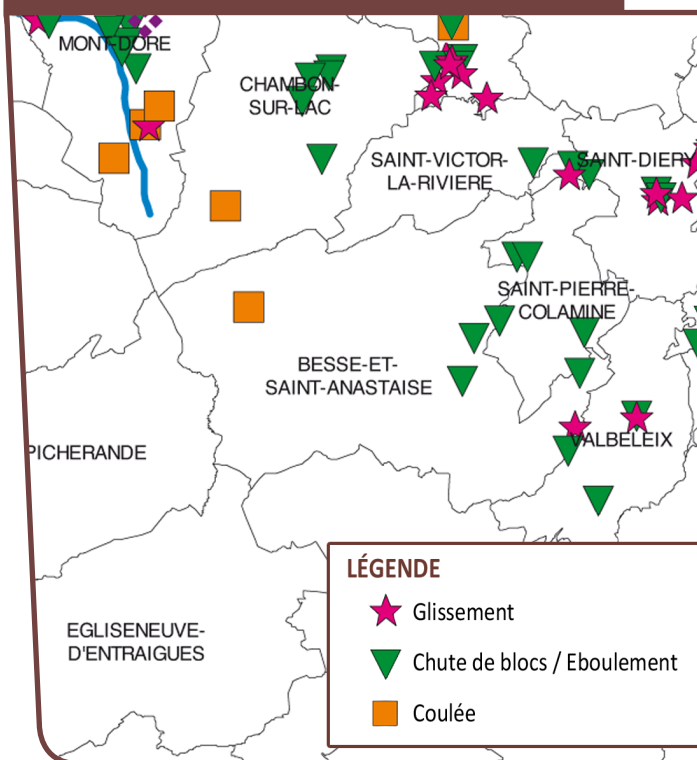 MONT-DORE
CHAMBON-
SUR-LAC
SAINT-VICTOR-
LA-RIVIERE
SAINT-DIERY
SAINT-PIERRE-
COLAMINE
BESSE-ET-
SAINT-ANASTAISE
PICHERANDE
VALBELEIX
EGLISENEUVE-
D'ENTRAIGUES
LÉGENDE
Glissement
Chute de blocs / Eboulement
Coulée